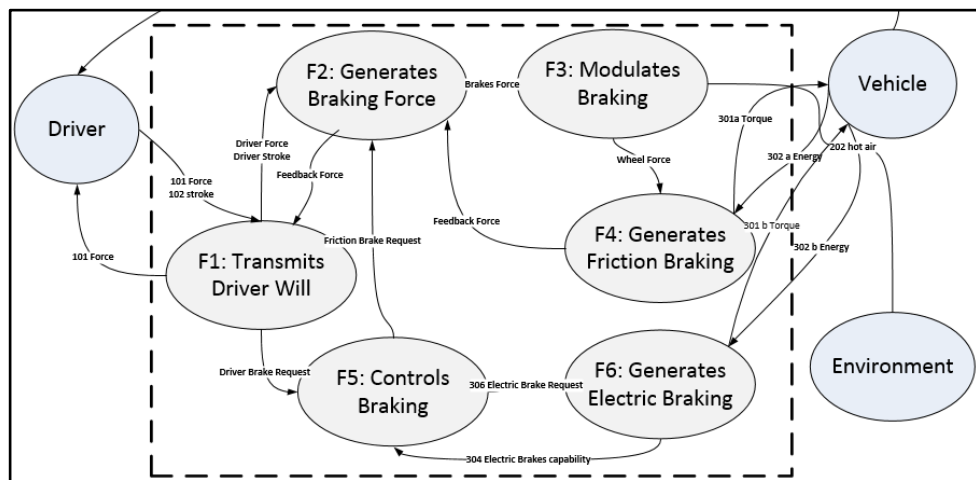 F2: Generates
Braking Force
Brakes Force
F3: Modulates
Braking
Vehicle
Driver
301a Torque
Driver Force
Driver Stroke
Feedback Force
Wheel Force
302 a Energy
202 hot air
101 Force
102 stroke
Feedback Force
301 b Torque
Friction Brake Request
F4: Generates
Friction Braking
302 b Energy
101 Force
F1: Transmits
Driver Will
Driver Brake Request
F5: Controls
Braking
306 Electric Brake Request
F6: Generates
Electric Braking
Environment
304 Electric Brakes capability